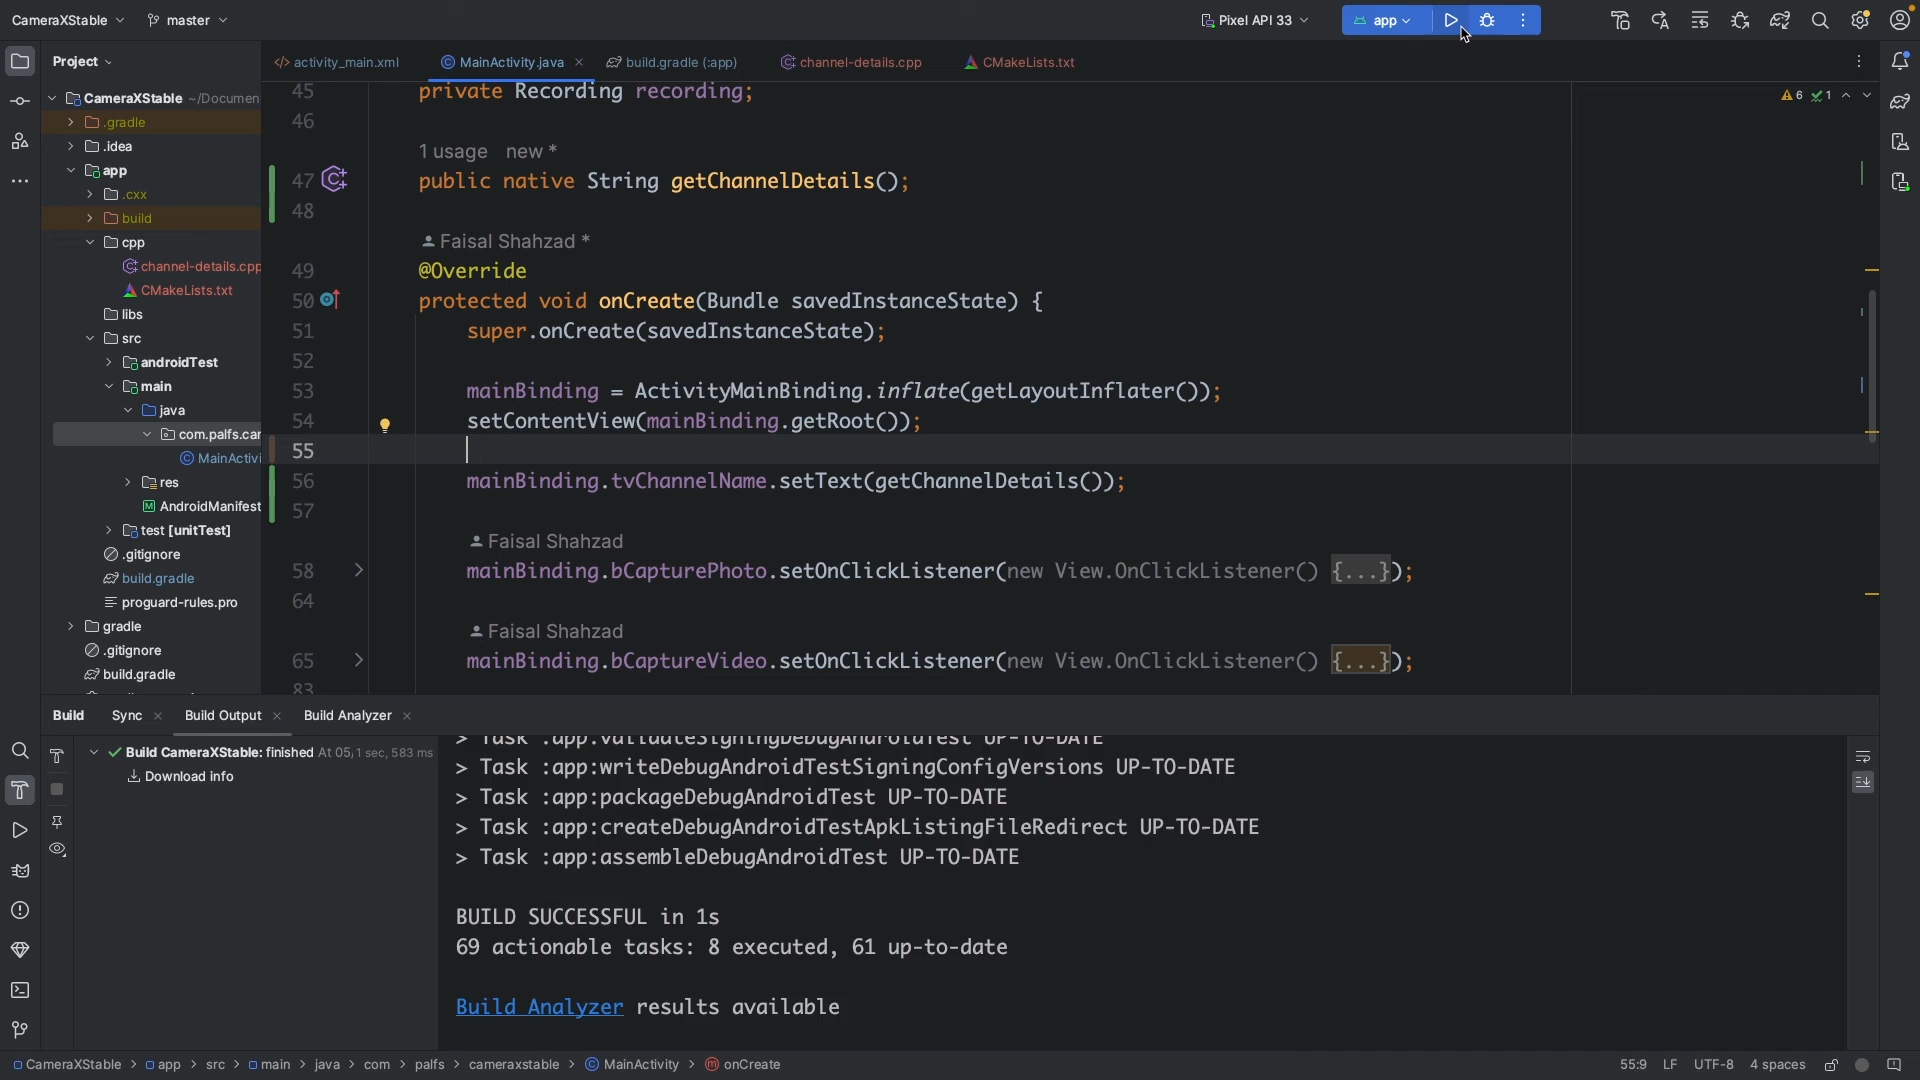 CameraXStable master Pixel API 33 app
Project
activity_main.xml MainActivity.java build.gradle (:app) channel-details.cpp CMakeLists.txt
CameraXStable ~/Documen
.gradle
.idea
app
.cxx
build
cpp
channel-details.cpp
CMakeLists.txt
libs
src
androidTest
main
java
com.palfs.car
MainActivi
res
AndroidManifest
test [unitTest]
.gitignore
build.gradle
proguard-rules.pro
gradle
.gitignore
build.gradle
6 1
45 private Recording recording;
46
1 usage new *
47 public native String getChannelDetails();
48
Faisal Shahzad *
49 @Override
50 protected void onCreate(Bundle savedInstanceState) {
51 super.onCreate(savedInstanceState);
52
53 mainBinding = ActivityMainBinding.inflate(getLayoutInflater());
54 setContentView(mainBinding.getRoot());
55
56 mainBinding.tvChannelName.setText(getChannelDetails());
57
Faisal Shahzad
58 mainBinding.bCapturePhoto.setOnClickListener(new View.OnClickListener() {...});
64
Faisal Shahzad
65 mainBinding.bCaptureVideo.setOnClickListener(new View.OnClickListener() {...});
83
Build Sync Build Output Build Analyzer
Build CameraXStable: finished At 05, 1 sec, 583 ms
Download info
> Task :app:validateSigningDebugAndroidTest UP-TO-DATE
> Task :app:writeDebugAndroidTestSigningConfigVersions UP-TO-DATE
> Task :app:packageDebugAndroidTest UP-TO-DATE
> Task :app:createDebugAndroidTestApkListingFileRedirect UP-TO-DATE
> Task :app:assembleDebugAndroidTest UP-TO-DATE
BUILD SUCCESSFUL in 1s
69 actionable tasks: 8 executed, 61 up-to-date
Build Analyzer results available
CameraXStable > app > src > main > java > com > palfs > cameraxstable > MainActivity > onCreate 55:9 LF UTF-8 4 spaces